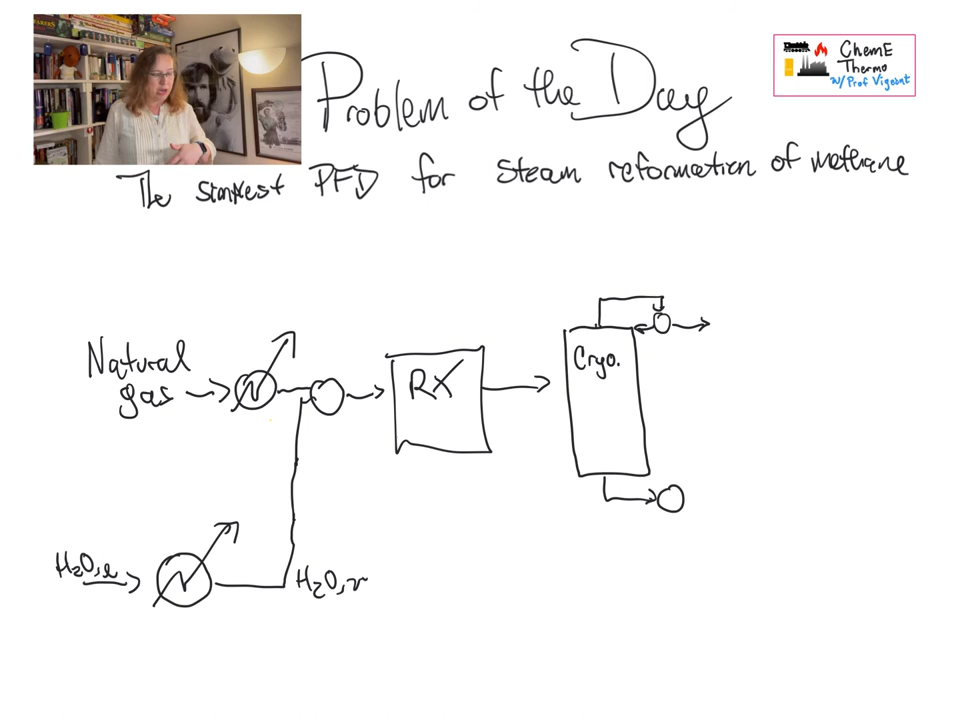 Problem of the Day
ChemE
Thermo
w/ Prof Vigeant
The simplest PFD for steam reformation of methane
Natural
gas
RX
Cryo.
H₂O, l
H₂O, v